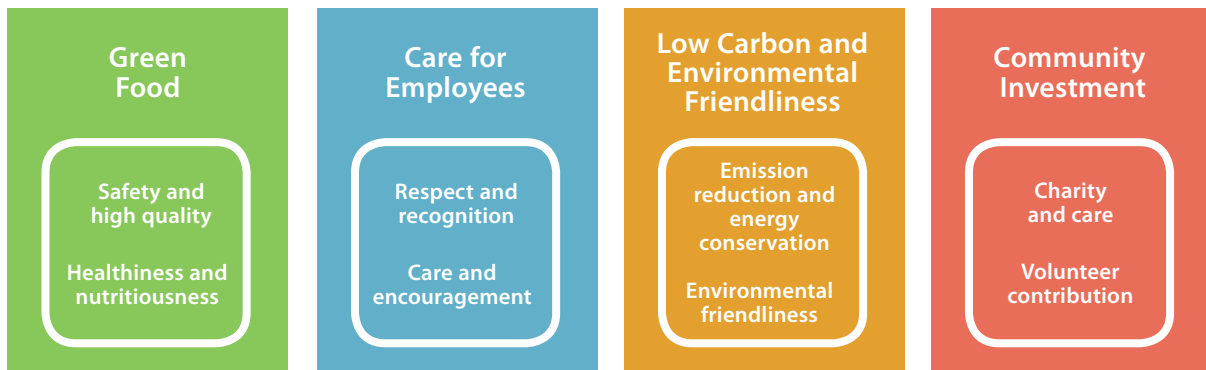 Green
Food
Safety and
high quality
Healthiness and
nutritiousness
Care for
Employees
Respect and
recognition
Care and
encouragement
Low Carbon and
Environmental
Friendliness
Emission
reduction and
energy
conservation
Environmental
friendliness
Community
Investment
Charity
and care
Volunteer
contribution